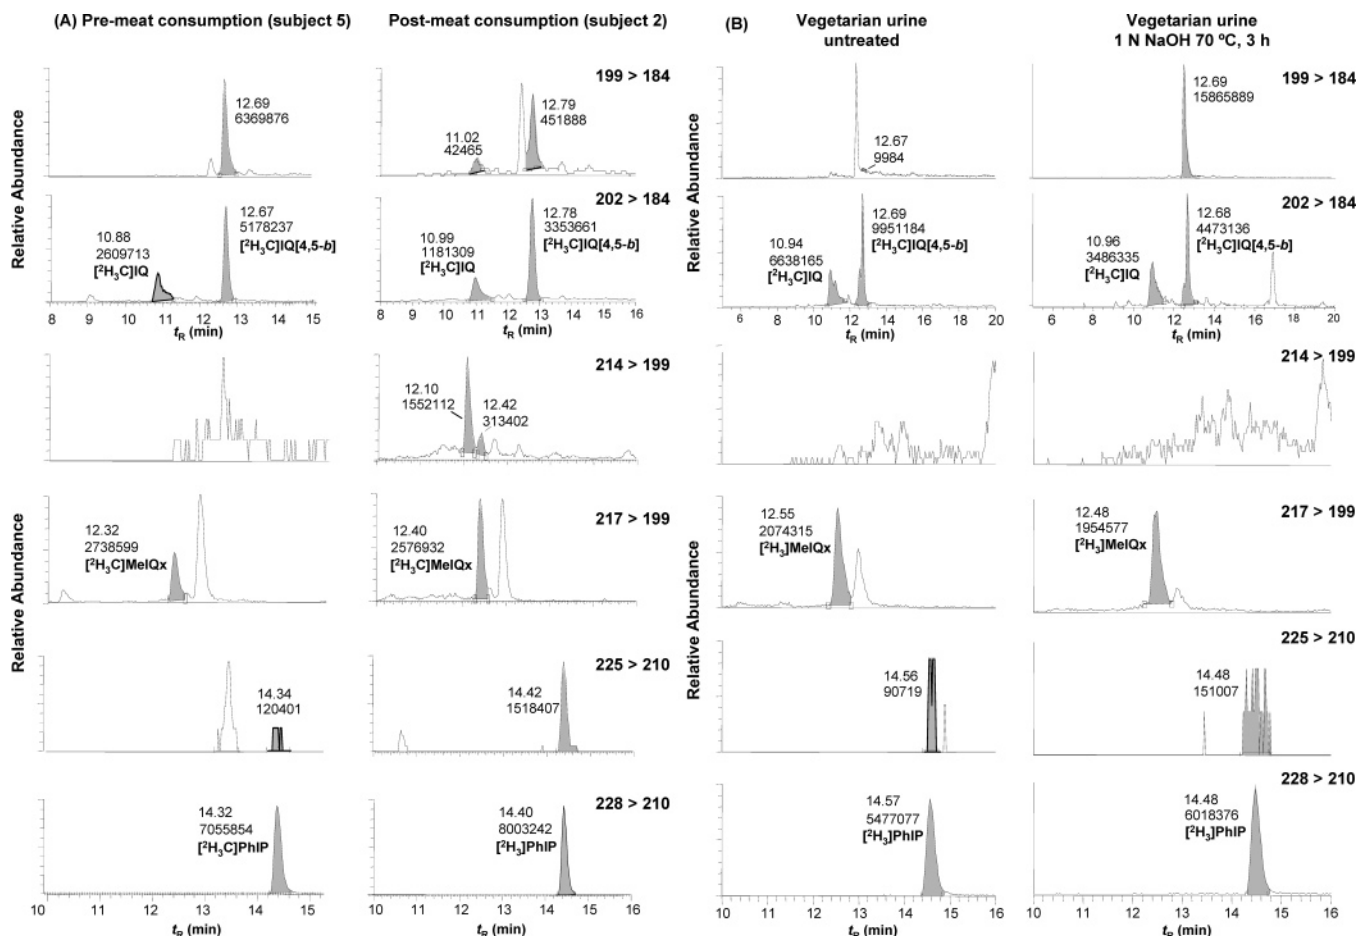 (A) Pre-meat consumption (subject 5)
Post-meat consumption (subject 2)
(B)
Vegetarian urine
untreated
Vegetarian urine
1 N NaOH 70 ºC, 3 h
Relative Abundance
12.69
6369876
199 > 184
11.02
42465
12.79
451888
Relative Abundance
12.67
9984
199 > 184
12.69
15865889
10.88
2609713
[²H₃C]IQ
12.67
5178237
[²H₃C]IQ[4,5-b]
202 > 184
10.99
1181309
[²H₃C]IQ
12.78
3353661
[²H₃C]IQ[4,5-b]
10.94
6638165
[²H₃C]IQ
12.69
9951184
[²H₃C]IQ[4,5-b]
202 > 184
10.96
3486335
[²H₃C]IQ
12.68
4473136
[²H₃C]IQ[4,5-b]
8 9 10 11 12 13 14 15
tR (min)
8 9 10 11 12 13 14 15 16
tR (min)
6 8 10 12 14 16 18 20
tR (min)
6 8 10 12 14 16 18 20
tR (min)
214 > 199
12.10
1552112
12.42
313402
214 > 199
Relative Abundance
12.32
2738599
[²H₃C]MeIQx
217 > 199
12.40
2576932
[²H₃C]MeIQx
Relative Abundance
12.55
2074315
[²H₃]MeIQx
217 > 199
12.48
1954577
[²H₃]MeIQx
14.34
120401
225 > 210
14.42
1518407
14.56
90719
225 > 210
14.48
151007
14.32
7055854
[²H₃C]PhIP
228 > 210
14.40
8003242
[²H₃]PhIP
14.57
5477077
[²H₃]PhIP
228 > 210
14.48
6018376
[²H₃]PhIP
10 11 12 13 14 15
tR (min)
10 11 12 13 14 15 16
tR (min)
10 11 12 13 14 15 16
tR (min)
10 11 12 13 14 15 16
tR (min)